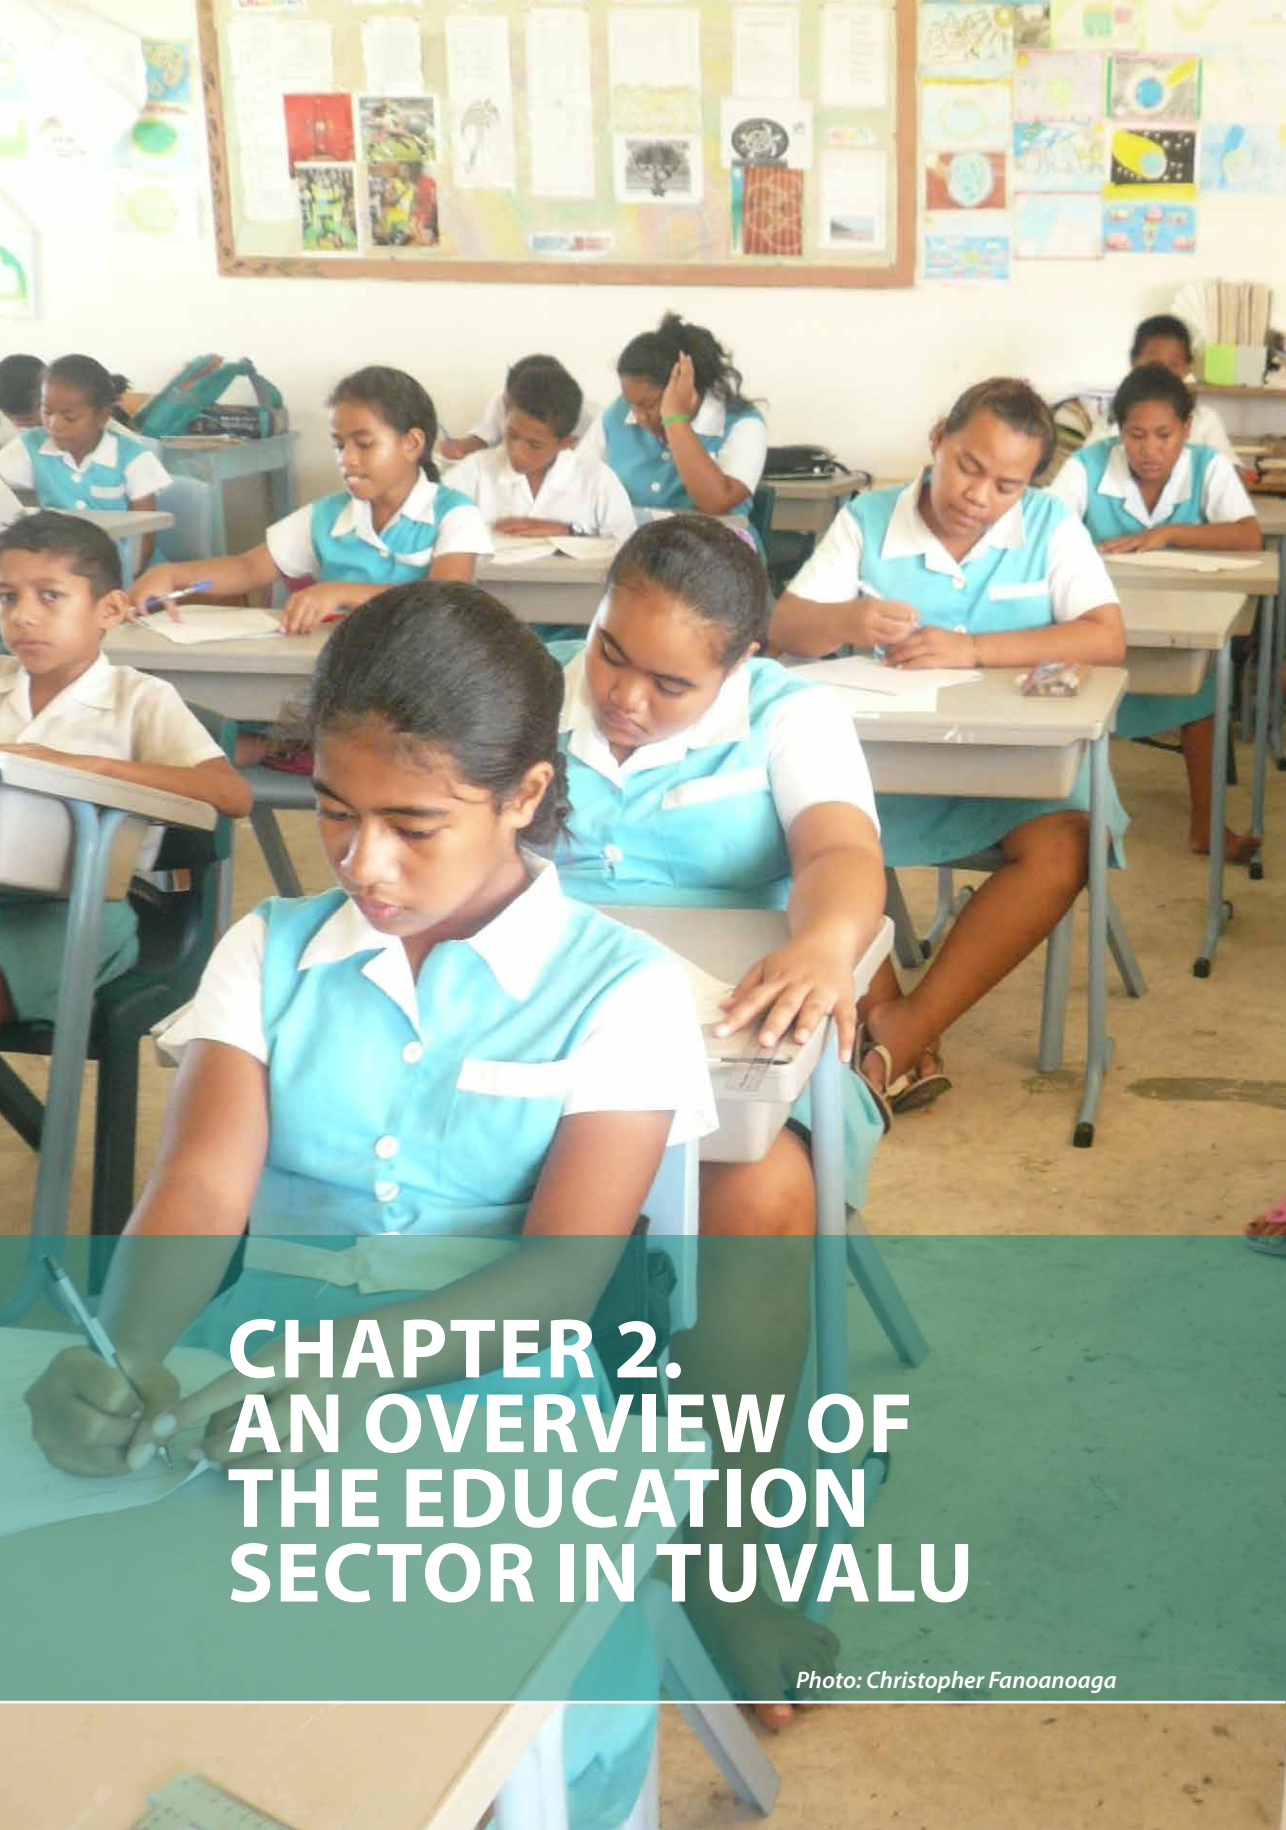 CHAPTER 2.
AN OVERVIEW OF
THE EDUCATION
SECTOR IN TUVALU
Photo: Christopher Fanoanoaga